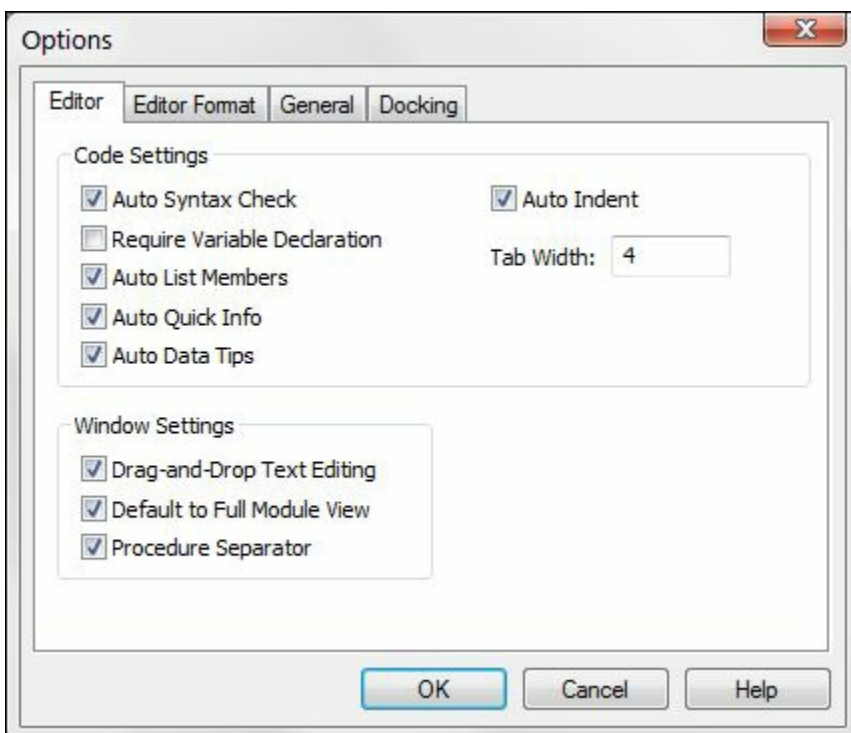 Options
Editor Editor Format General Docking
Code Settings
Auto Syntax Check
Auto Indent
Require Variable Declaration
Tab Width: 4
Auto List Members
Auto Quick Info
Auto Data Tips
Window Settings
Drag-and-Drop Text Editing
Default to Full Module View
Procedure Separator
OK Cancel Help